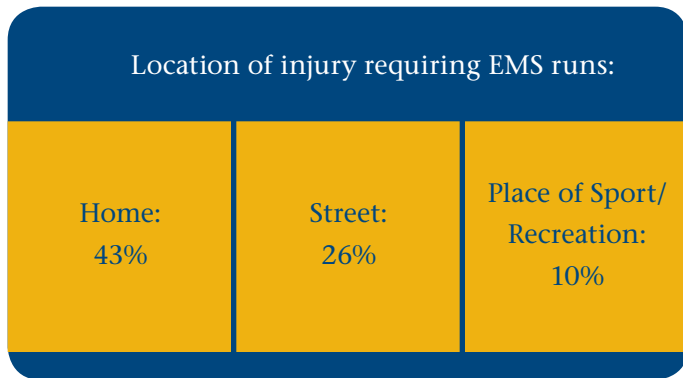 Location of injury requiring EMS runs:
Home:
43%
Street:
26%
Place of Sport/
Recreation:
10%